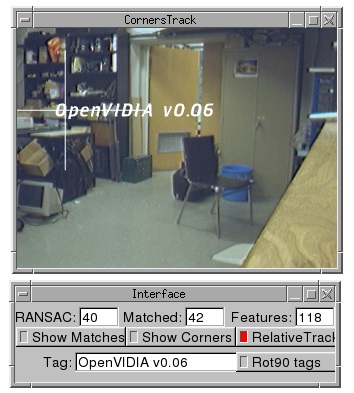 CornersTrack
OpenVIDIA v0.06
Interface
RANSAC: 40 Matched: 42 Features: 118
Show Matches Show Corners RelativeTrack
Tag: OpenVIDIA v0.06 Rot90 tags